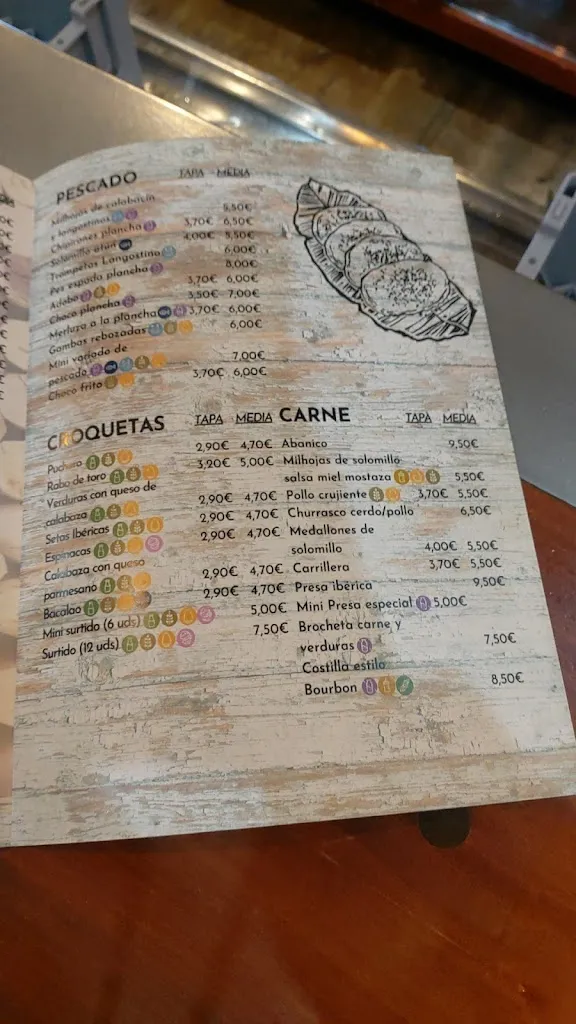 PESCADO TAPA MEDIA
Milhojas de calabacín
y langostinos 5,50€
Chipirones plancha 3,70€ 6,50€
Solomillo atún 4,00€ 5,50€
Trompetas Langostino 6,00€
Pez espada plancha 8,00€
Adobo 3,70€ 6,00€
Choco plancha 3,50€ 7,00€
Merluza a la plancha 3,70€ 6,00€
Gambas rebozadas 6,00€
Mini variado de
pescado 7,00€
Choco frito 3,70€ 6,00€
CROQUETAS TAPA MEDIA
Puchero 2,90€ 4,70€
Rabo de toro 3,20€ 5,00€
Verduras con queso de
calabaza 2,90€ 4,70€
Setas Ibéricas 2,90€ 4,70€
Espinacas 2,90€ 4,70€
Calabaza con queso
parmesano 2,90€ 4,70€
Bacalao 2,90€ 4,70€
Mini surtido (6 uds) 5,00€
Surtido (12 uds) 7,50€
CARNE TAPA MEDIA
Abanico 9,50€
Milhojas de solomillo
salsa miel mostaza 5,50€
Pollo crujiente 3,70€ 5,50€
Churrasco cerdo/pollo 6,50€
Medallones de
solomillo 4,00€ 5,50€
Carrillera 3,70€ 5,50€
Presa ibérica 9,50€
Mini Presa especial 5,00€
Brocheta carne y
verduras 7,50€
Costilla estilo
Bourbon 8,50€